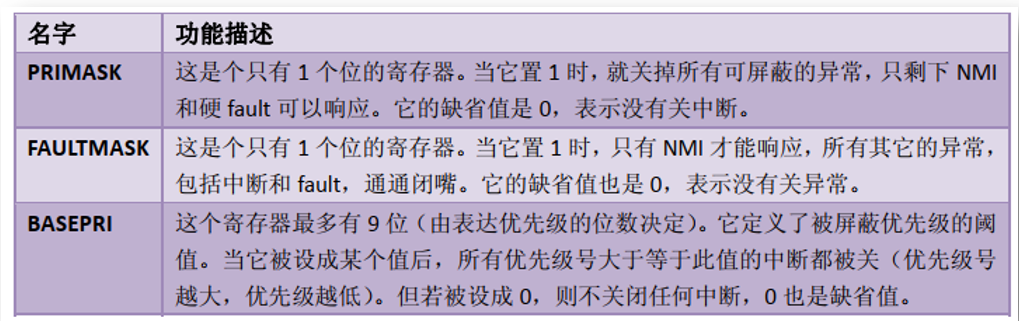 名字 功能描述
PRIMASK 这是个只有 1 个位的寄存器。当它置 1 时，就关掉所有可屏蔽的异常，只剩下 NMI
和硬 fault 可以响应。它的缺省值是 0，表示没有关中断。
FAULTMASK 这是个只有 1 个位的寄存器。当它置 1 时，只有 NMI 才能响应，所有其它的异常，
包括中断和 fault，通通闭嘴。它的缺省值也是 0，表示没有关异常。
BASEPRI 这个寄存器最多有 9 位（由表达优先级的位数决定）。它定义了被屏蔽优先级的阈
值。当它被设成某个值后，所有优先级号大于等于此值的中断都被关（优先级号
越大，优先级越低）。但若被设成 0，则不关闭任何中断，0 也是缺省值。